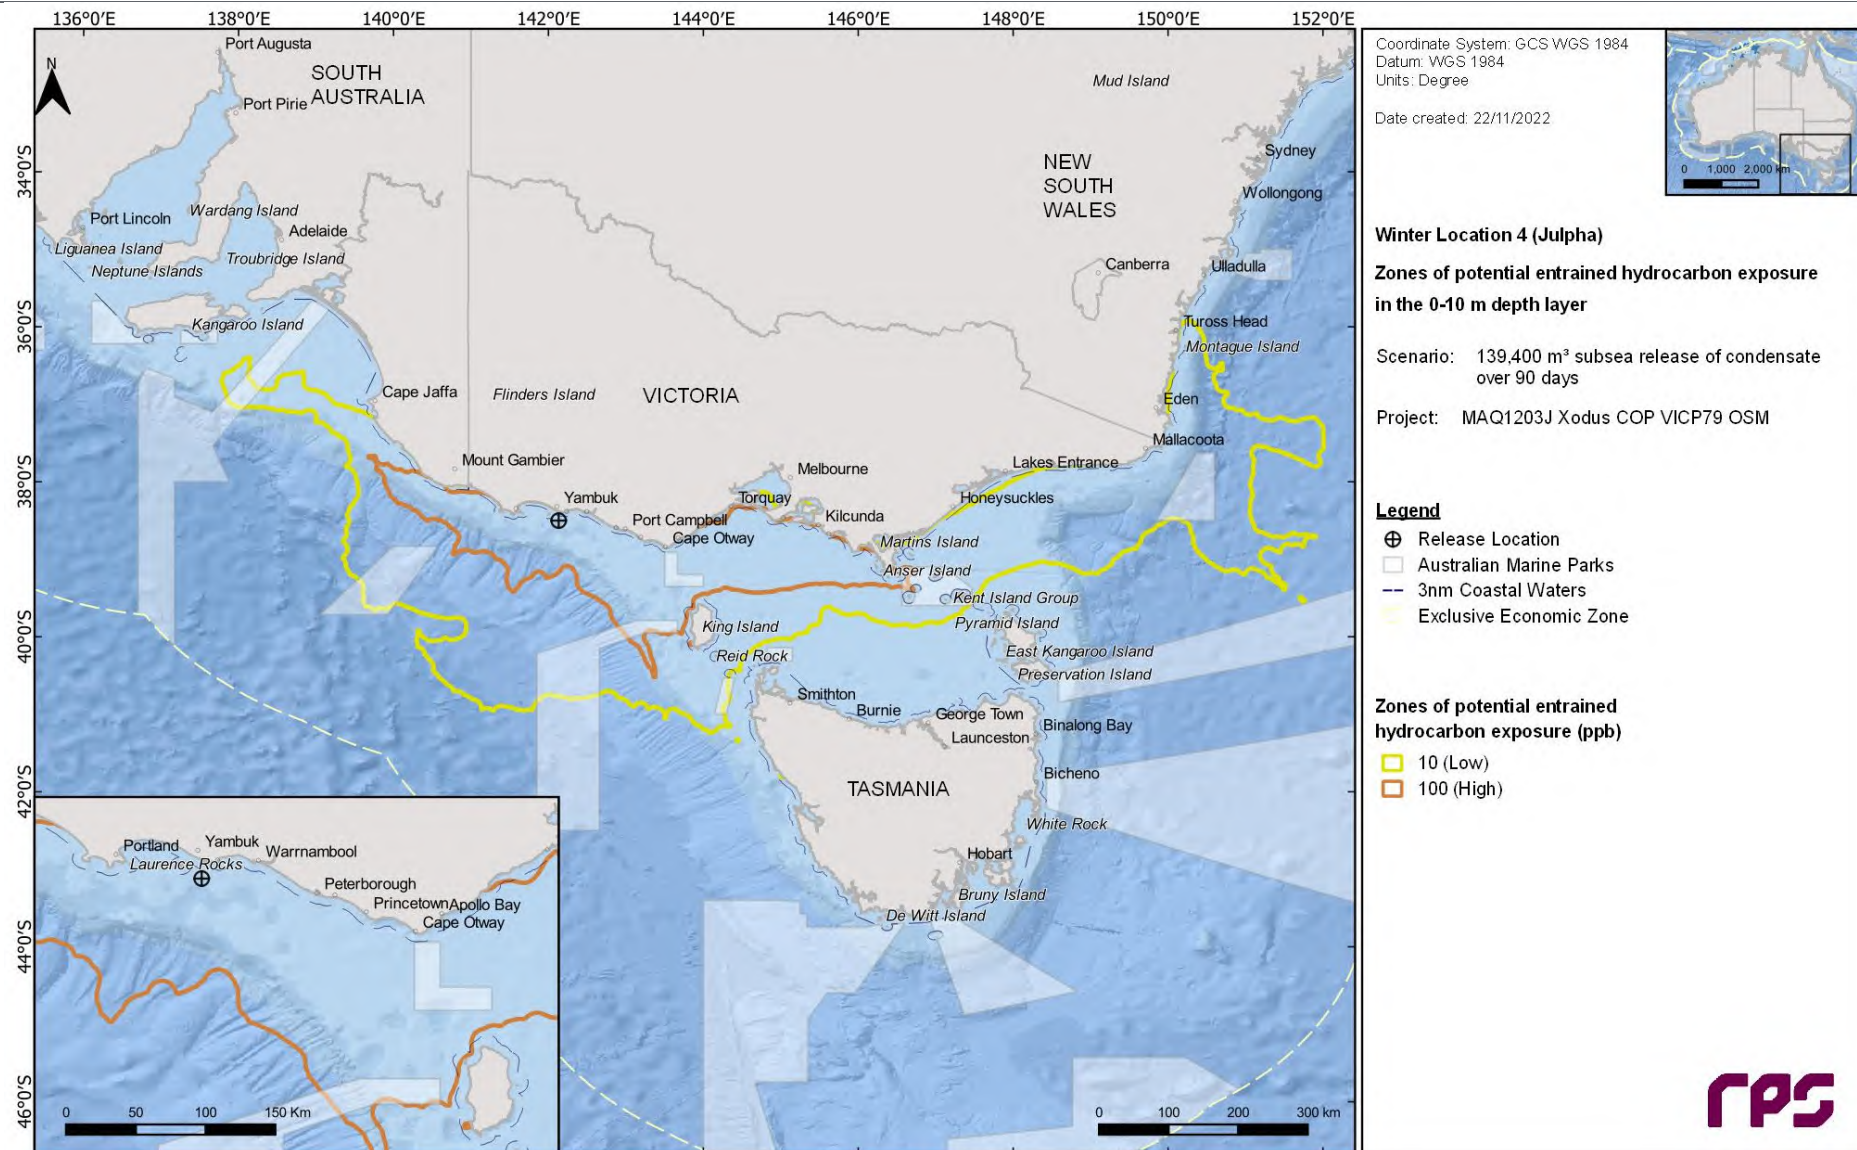 136°0'E 138°0'E 140°0'E 142°0'E 144°0'E 146°0'E 148°0'E 150°0'E 152°0'E
34°0'S
36°0'S
38°0'S
40°0'S
42°0'S
44°0'S
46°0'S
N
Port Augusta
SOUTH
AUSTRALIA
Port Pirie
Mud Island
Sydney
NEW
SOUTH
WALES
Wollongong
Port Lincoln
Wardang Island
Adelaide
Liguanea Island
Troubridge Island
Neptune Islands
Canberra
Ulladulla
Kangaroo Island
Tuross Head
Montague Island
Cape Jaffa
Flinders Island
VICTORIA
Eden
Mallacoota
Mount Gambier
Melbourne
Lakes Entrance
Yambuk
Torquay
Honeysuckles
Port Campbell
Kilcunda
Cape Otway
Martins Island
Anser Island
Kent Island Group
King Island
Pyramid Island
Reid Rock
East Kangaroo Island
Preservation Island
Smithton
Burnie
George Town
Binalong Bay
Launceston
Bicheno
TASMANIA
White Rock
Hobart
Bruny Island
De Witt Island
0 100 200 300 km
Portland
Yambuk
Laurence Rocks
Warrnambool
Peterborough
Princetown
Apollo Bay
Cape Otway
0 50 100 150 Km
Coordinate System: GCS WGS 1984
Datum: WGS 1984
Units: Degree
Date created: 22/11/2022
0 1,000 2,000 km
Winter Location 4 (Julpha)
Zones of potential entrained hydrocarbon exposure
in the 0-10 m depth layer
Scenario: 139,400 m³ subsea release of condensate
over 90 days
Project: MAQ1203J Xodus COP VICP79 OSM
Legend
Release Location
Australian Marine Parks
3nm Coastal Waters
Exclusive Economic Zone
Zones of potential entrained
hydrocarbon exposure (ppb)
10 (Low)
100 (High)
rps